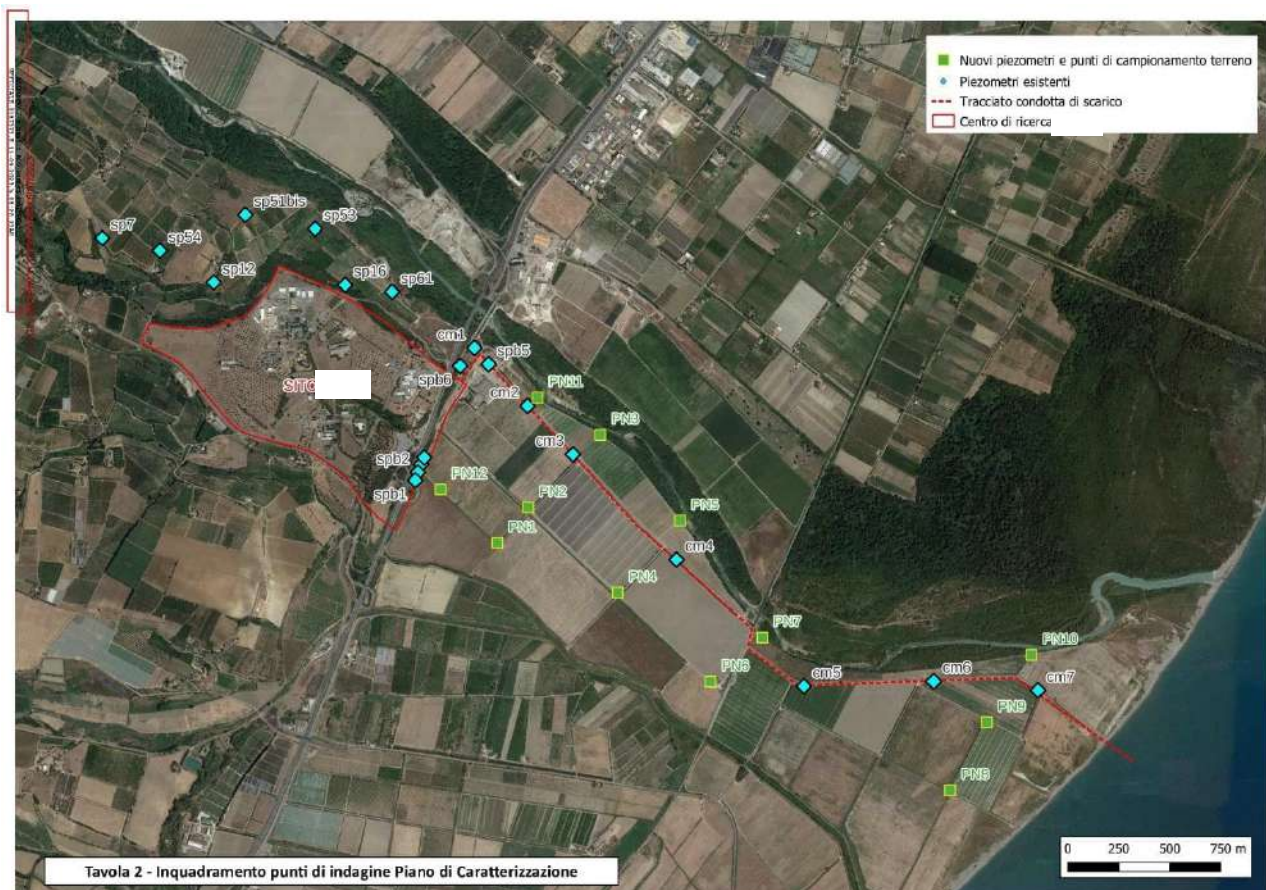 Nuovi piezometri e punti di campionamento terreno
Piezometri esistenti
Tracciato condotta di scarico
Centro di ricerca
sp51bis
sp7
sp53
sp54
sp12
sp16
sp61
cm1
spb5
spb6
SITO
cm2
PN11
PN3
cm3
spb2
spb1
PN12
PN2
PN5
PN1
cm4
PN4
PN7
PN10
PN6
cm5
cm6
cm7
PN9
PN8
0 250 500 750 m
Tavola 2 - Inquadramento punti di indagine Piano di Caratterizzazione